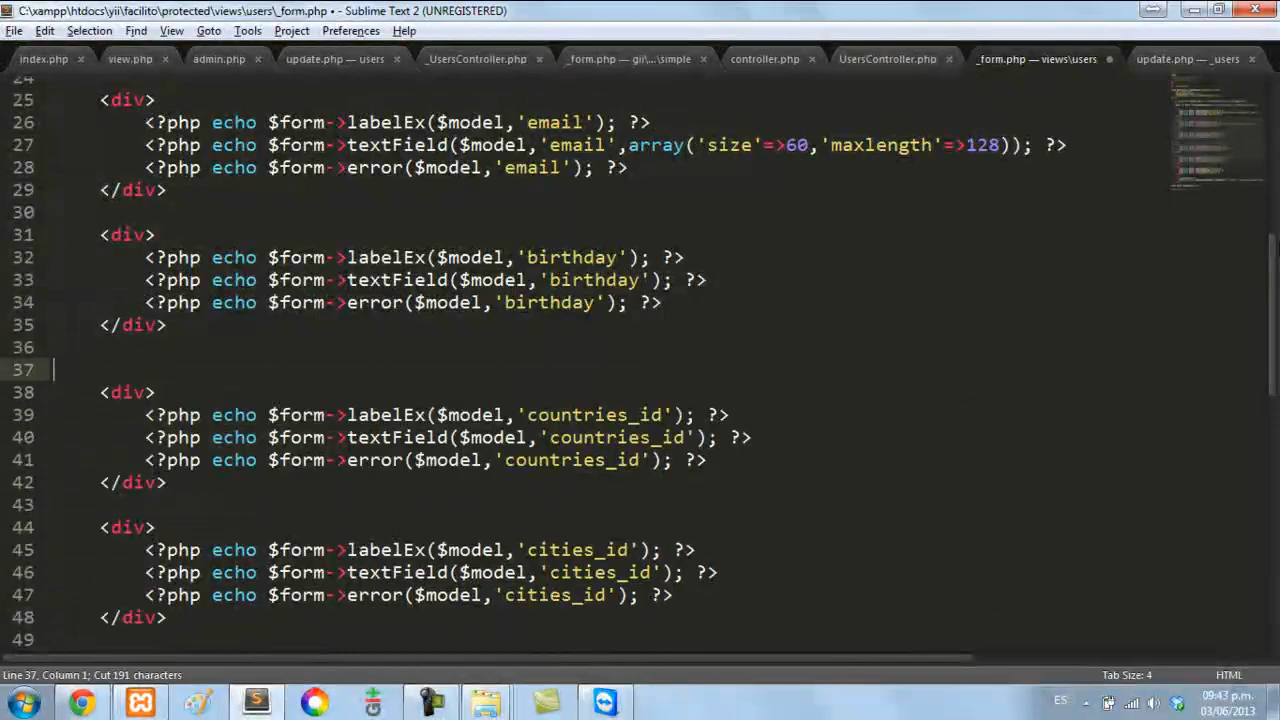 C:\xampp\htdocs\yii\facilito\protected\views\users\_form.php • - Sublime Text 2 (UNREGISTERED)
File Edit Selection Find View Goto Tools Project Preferences Help
index.php view.php admin.php update.php — users _UsersController.php _form.php — gii\...\simple controller.php UsersController.php _form.php — views\users update.php — _users
24
25 <div>
26 <?php echo $form->labelEx($model,'email'); ?>
27 <?php echo $form->textField($model,'email',array('size'=>60,'maxlength'=>128)); ?>
28 <?php echo $form->error($model,'email'); ?>
29 </div>
30
31 <div>
32 <?php echo $form->labelEx($model,'birthday'); ?>
33 <?php echo $form->textField($model,'birthday'); ?>
34 <?php echo $form->error($model,'birthday'); ?>
35 </div>
36
37
38 <div>
39 <?php echo $form->labelEx($model,'countries_id'); ?>
40 <?php echo $form->textField($model,'countries_id'); ?>
41 <?php echo $form->error($model,'countries_id'); ?>
42 </div>
43
44 <div>
45 <?php echo $form->labelEx($model,'cities_id'); ?>
46 <?php echo $form->textField($model,'cities_id'); ?>
47 <?php echo $form->error($model,'cities_id'); ?>
48 </div>
49
Line 37, Column 1; Cut 191 characters Tab Size: 4 HTML
ES 09:43 p.m.
03/06/2013